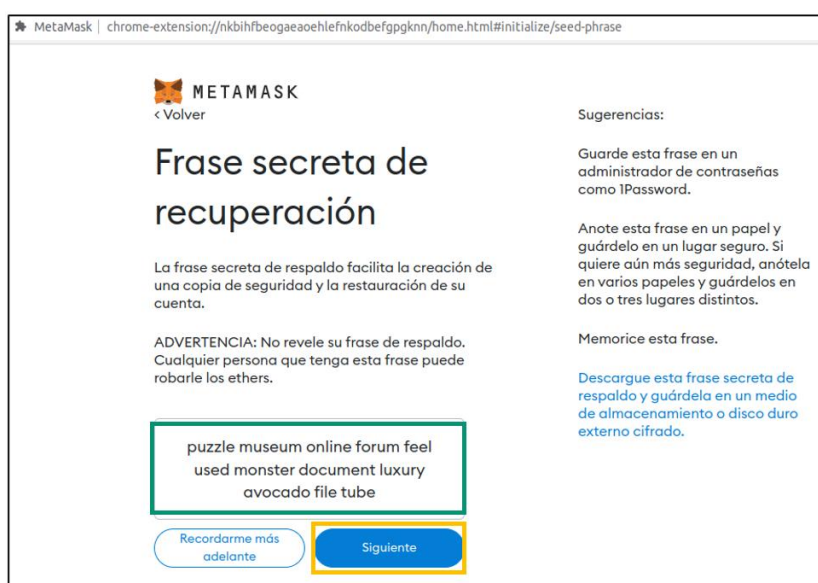 MetaMask | chrome-extension://nkbihfbeogaeaoehlefnkodbefgpgknn/home.html#initialize/seed-phrase
METAMASK
< Volver
Frase secreta de
recuperación
La frase secreta de respaldo facilita la creación de
una copia de seguridad y la restauración de su
cuenta.
ADVERTENCIA: No revele su frase de respaldo.
Cualquier persona que tenga esta frase puede
robarle los ethers.
puzzle museum online forum feel
used monster document luxury
avocado file tube
Recordarme más
adelante
Siguiente
Sugerencias:
Guarde esta frase en un
administrador de contraseñas
como 1Password.
Anote esta frase en un papel y
guárdelo en un lugar seguro. Si
quiere aún más seguridad, anótela
en varios papeles y guárdelos en
dos o tres lugares distintos.
Memorice esta frase.
Descargue esta frase secreta de
respaldo y guárdela en un medio
de almacenamiento o disco duro
externo cifrado.